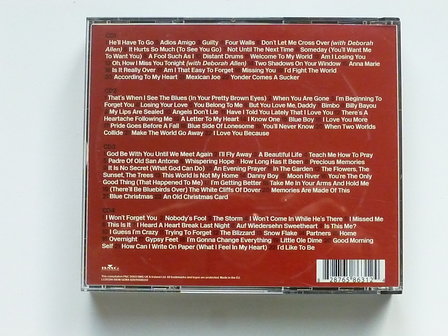 He'll Have To Go Adios Amigo Guilty Four Walls Don't Let Me Cross Over (with Deborah
Allen) It Hurts So Much (To See You Go) Not Until The Next Time Someday (You'll Want Me
To Want You) A Fool Such As I Distant Drums Welcome To My World Am I Losing You
Oh, How I Miss You Tonight (with Deborah Allen) Two Shadows On Your Window Anna Marie
Is It Really Over Am I That Easy To Forget Missing You I'd Fight The World
According To My Heart Mexican Joe Yonder Comes A Sucker
That's When I See The Blues (In Your Pretty Brown Eyes) When You Are Gone I'm Beginning To
Forget You Losing Your Love You Belong To Me But You Love Me, Daddy Bimbo Billy Bayou
My Lips Are Sealed Angels Don't Lie Have I Told You Lately That I Love You There's A
Heartache Following Me A Letter To My Heart I Know One Blue Boy I Love You More
Pride Goes Before A Fall Blue Side Of Lonesome You'll Never Know When Two Worlds
Collide Make The World Go Away I Love You Because
God Be With You Until We Meet Again I'll Fly Away A Beautiful Life Teach Me How To Pray
Padre Of Old San Antone Whispering Hope How Long Has It Been Precious Memories
It Is No Secret (What God Can Do) An Evening Prayer In The Garden The Flowers, The
Sunset, The Trees This World Is Not My Home Danny Boy Moon River You're The Only
Good Thing (That Happened To Me) I'm Getting Better Take Me In Your Arms And Hold Me
(There'll Be Bluebirds Over) The White Cliffs Of Dover Memories Are Made Of This
Blue Christmas An Old Christmas Card
I Won't Forget You Nobody's Fool The Storm I Won't Come In While He's There I Missed Me
This Is It I Heard A Heart Break Last Night Auf Wiedersehn Sweetheart Is This Me?
I Guess I'm Crazy Trying To Forget The Blizzard Snow Flake Partners Home
Overnight Gypsy Feet I'm Gonna Change Everything Little Ole Dime Good Morning
Self How Can I Write On Paper (What I Feel In My Heart) I'd Like To Be
BMG